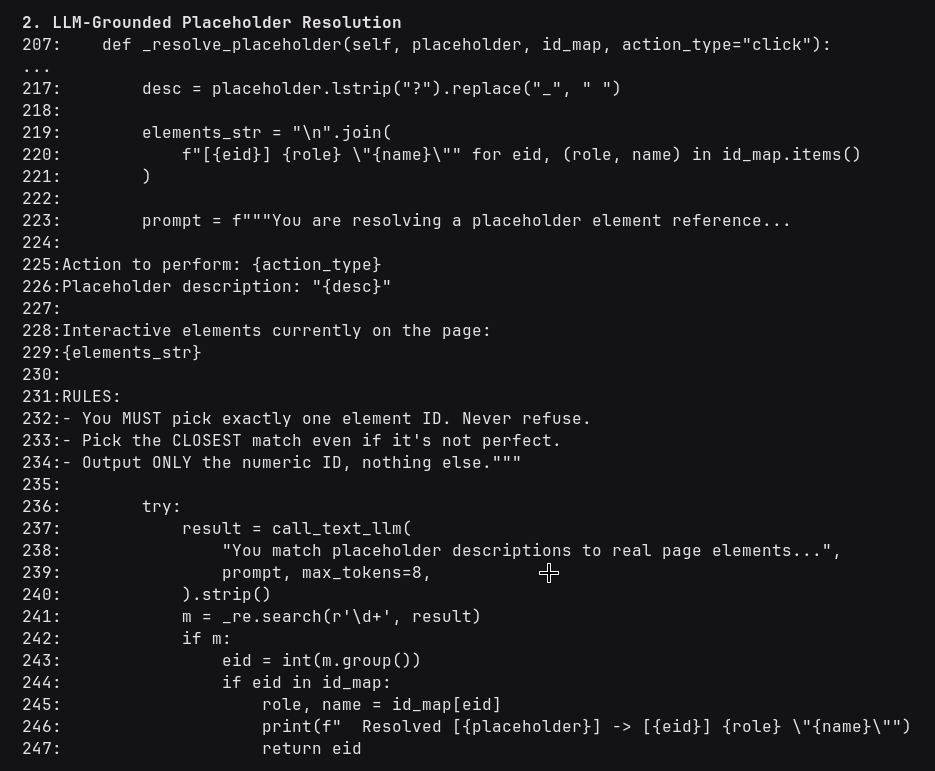 2. LLM-Grounded Placeholder Resolution
207:    def _resolve_placeholder(self, placeholder, id_map, action_type="click"):
...
217:        desc = placeholder.lstrip("?").replace("_", " ")
218:
219:        elements_str = "\n".join(
220:            f"[{eid}] {role} \"{name}\"" for eid, (role, name) in id_map.items()
221:        )
222:
223:        prompt = f"""You are resolving a placeholder element reference...
224:
225:Action to perform: {action_type}
226:Placeholder description: "{desc}"
227:
228:Interactive elements currently on the page:
229:{elements_str}
230:
231:RULES:
232:- You MUST pick exactly one element ID. Never refuse.
233:- Pick the CLOSEST match even if it's not perfect.
234:- Output ONLY the numeric ID, nothing else."""
235:
236:        try:
237:            result = call_text_llm(
238:                "You match placeholder descriptions to real page elements...",
239:                prompt, max_tokens=8,
240:            ).strip()
241:            m = _re.search(r'\d+', result)
242:            if m:
243:                eid = int(m.group())
244:                if eid in id_map:
245:                    role, name = id_map[eid]
246:                    print(f"  Resolved [{placeholder}] -> [{eid}] {role} \"{name}\"")
247:                    return eid